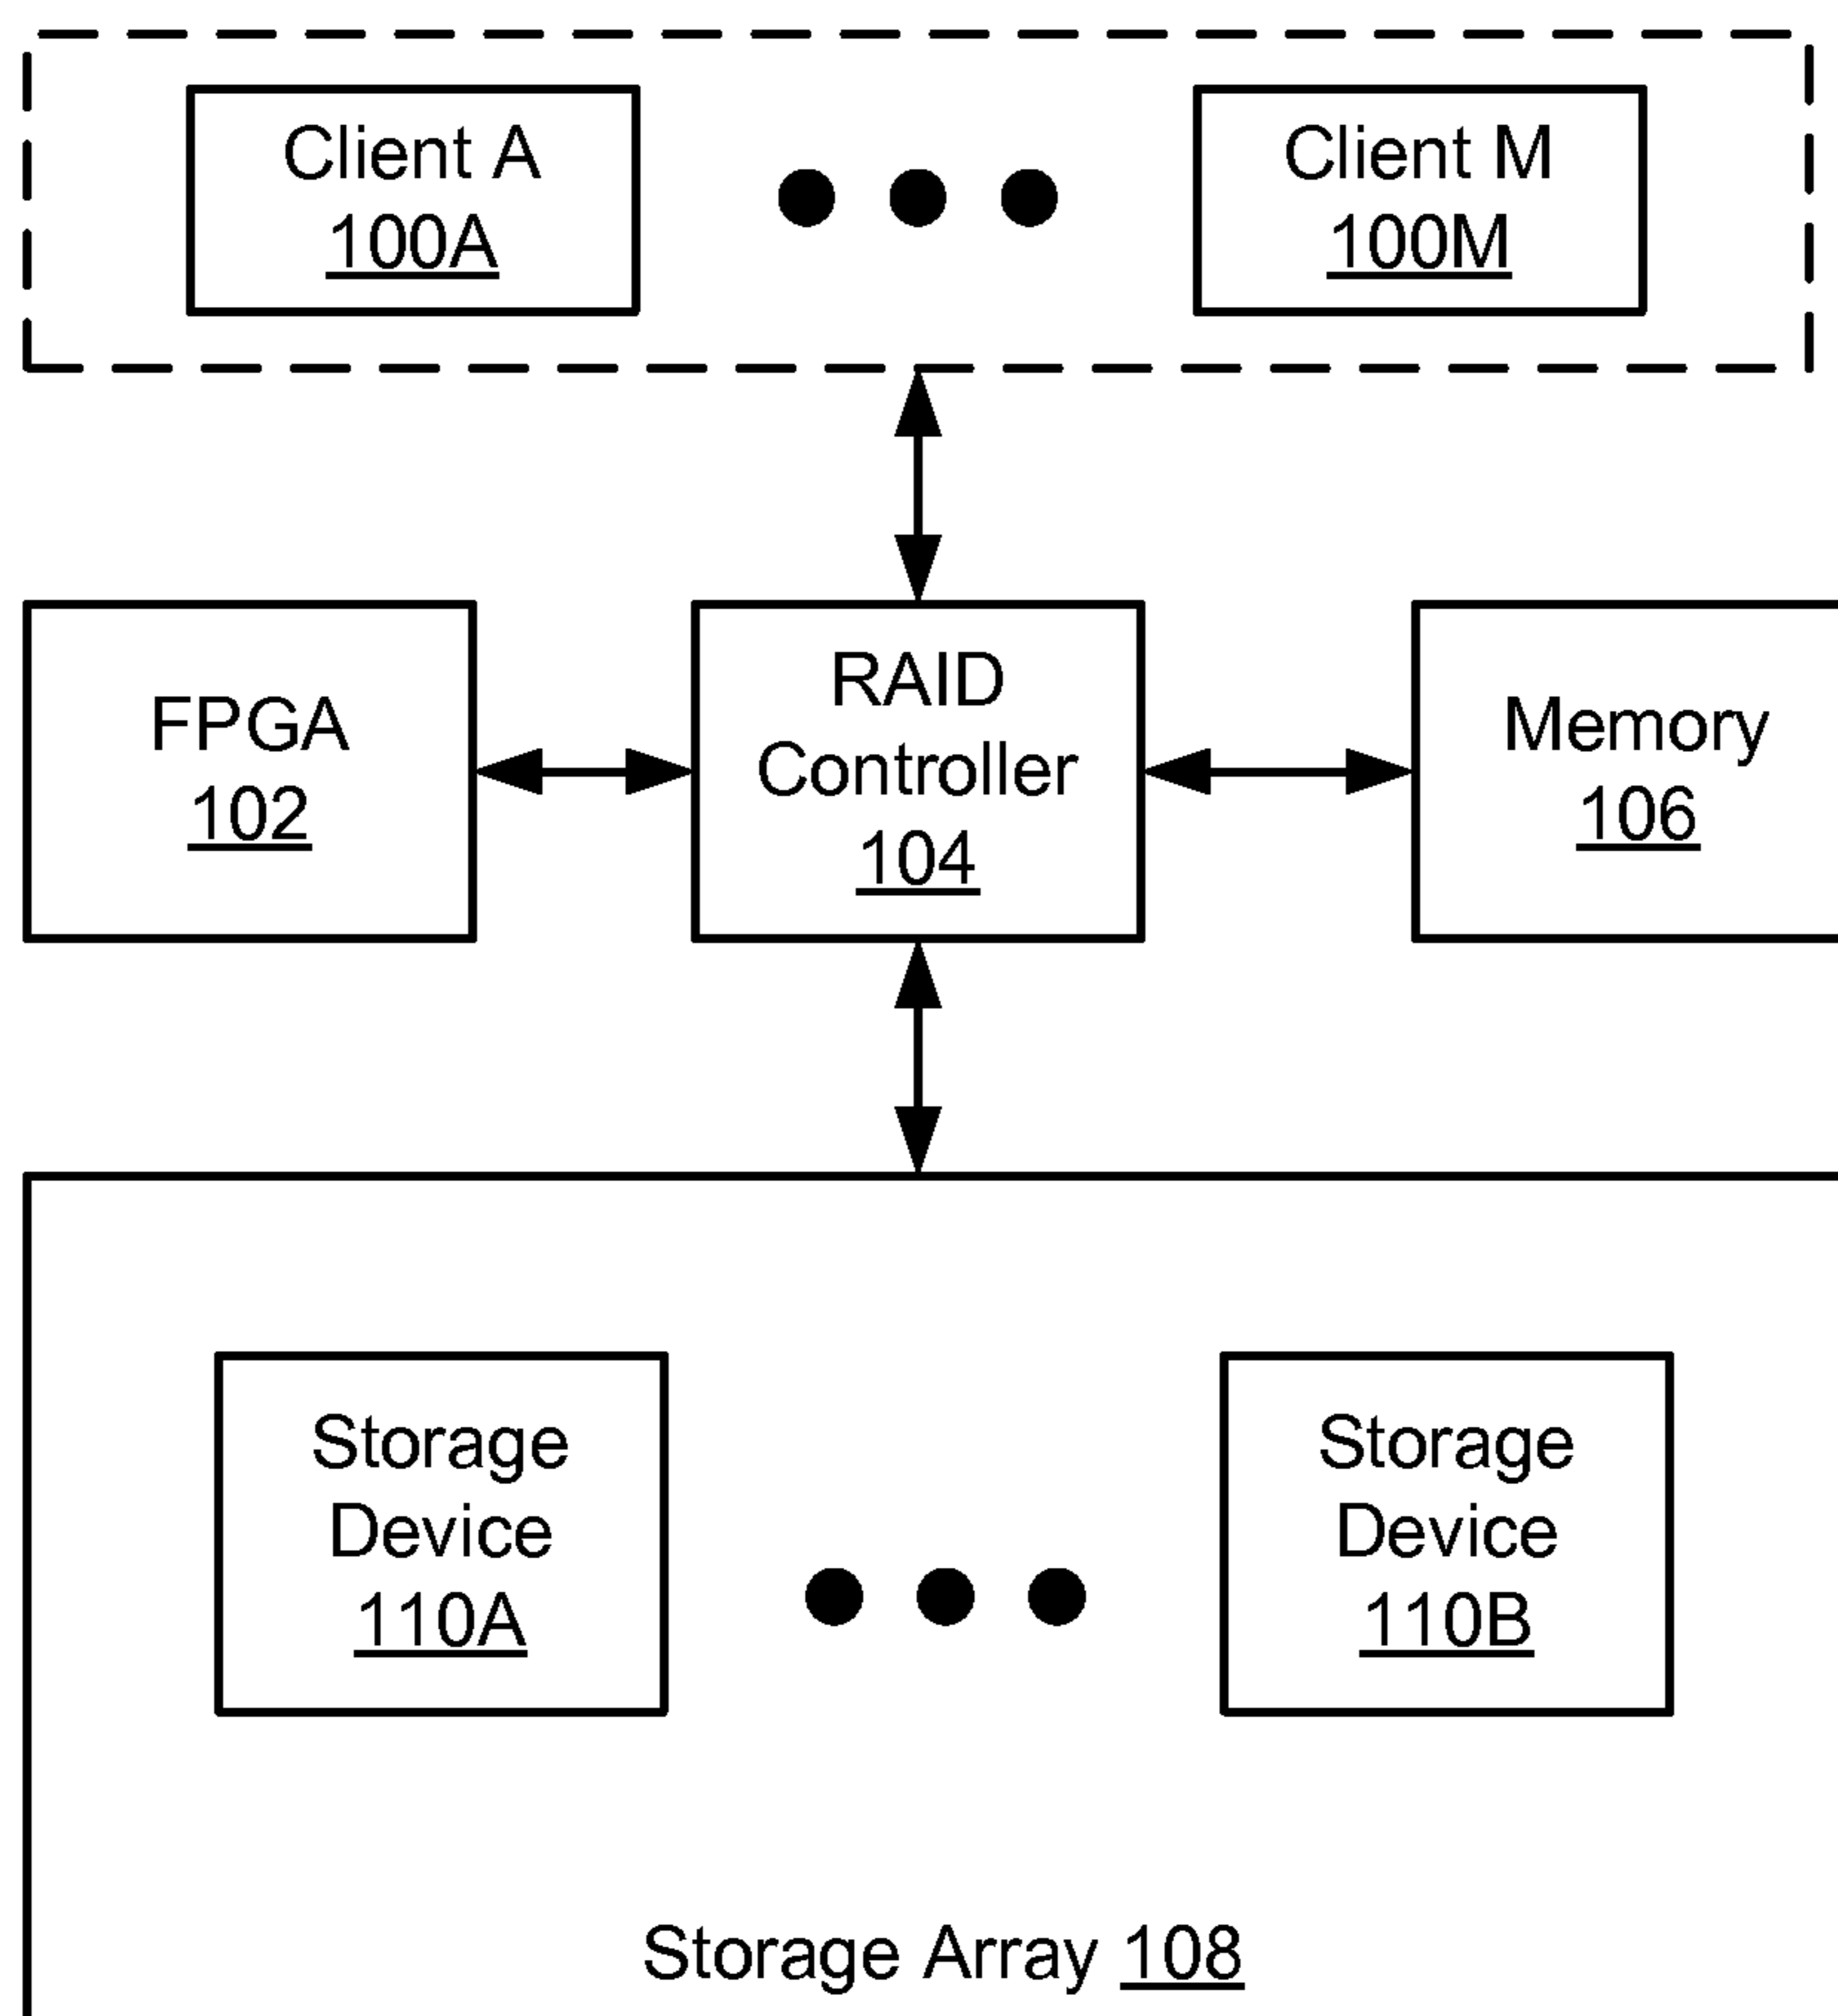 Client A
100A
Client M
100M
FPGA
102
RAID
Controller
104
Memory
106
Storage
Device
110A
Storage
Device
110B
Storage Array 108